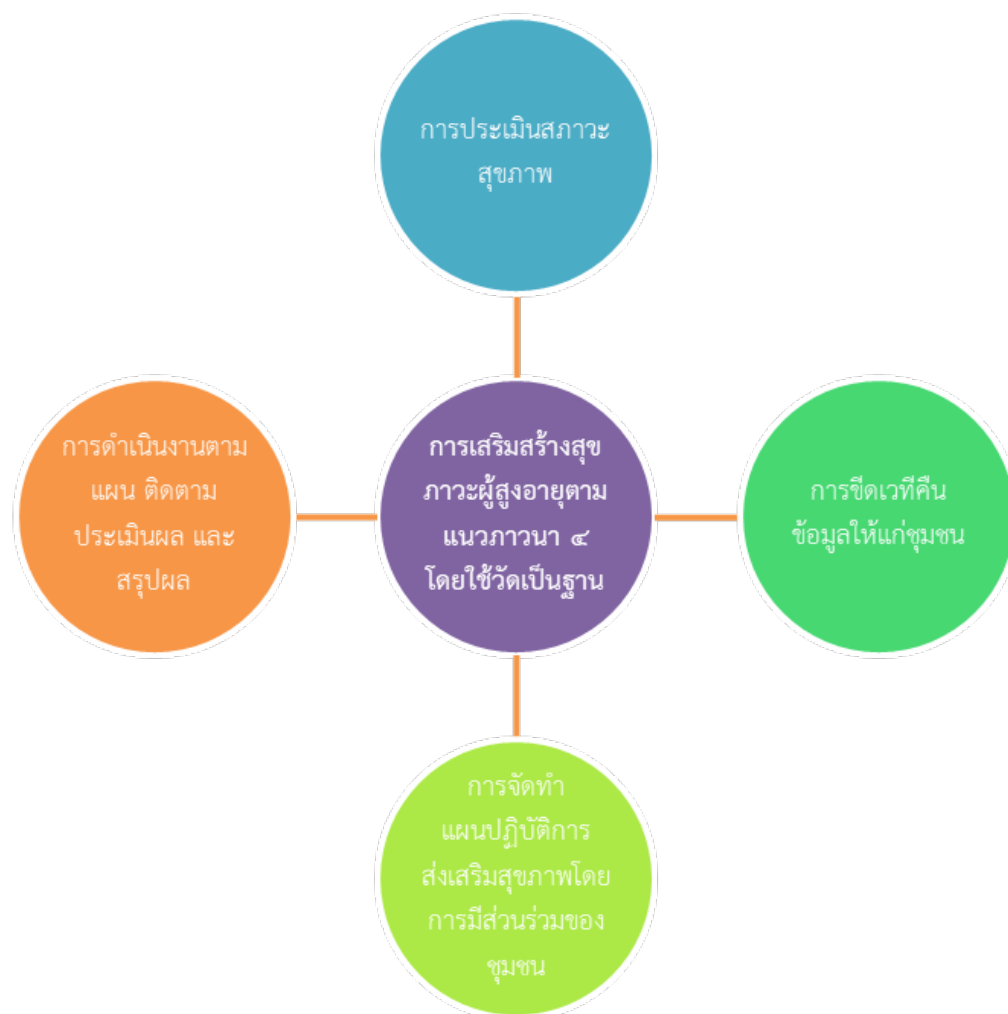 การประเมินสภาวะ
สุขภาพ
การดำเนินงานตาม
แผน ติดตาม
ประเมินผล และ
สรุปผล
การเสริมสร้างสุข
ภาวะผู้สูงอายุตาม
แนวภาวนา ๔
โดยใช้วัดเป็นฐาน
การขีดเวทีคืน
ข้อมูลให้แก่ชุมชน
การจัดทำ
แผนปฏิบัติการ
ส่งเสริมสุขภาพโดย
การมีส่วนร่วมของ
ชุมชน